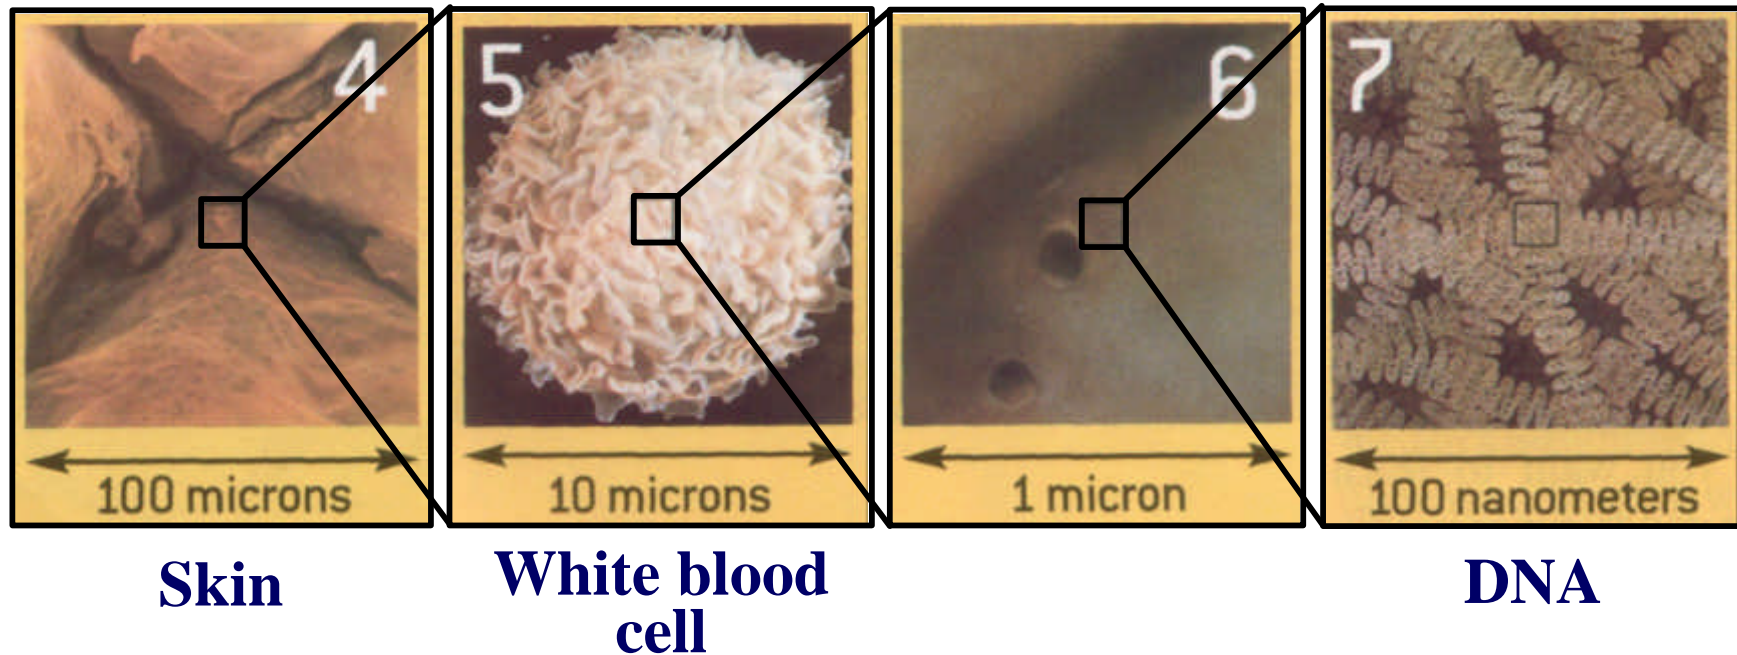 4
5
6
7
100 microns
10 microns
1 micron
100 nanometers
Skin
White blood
cell
DNA